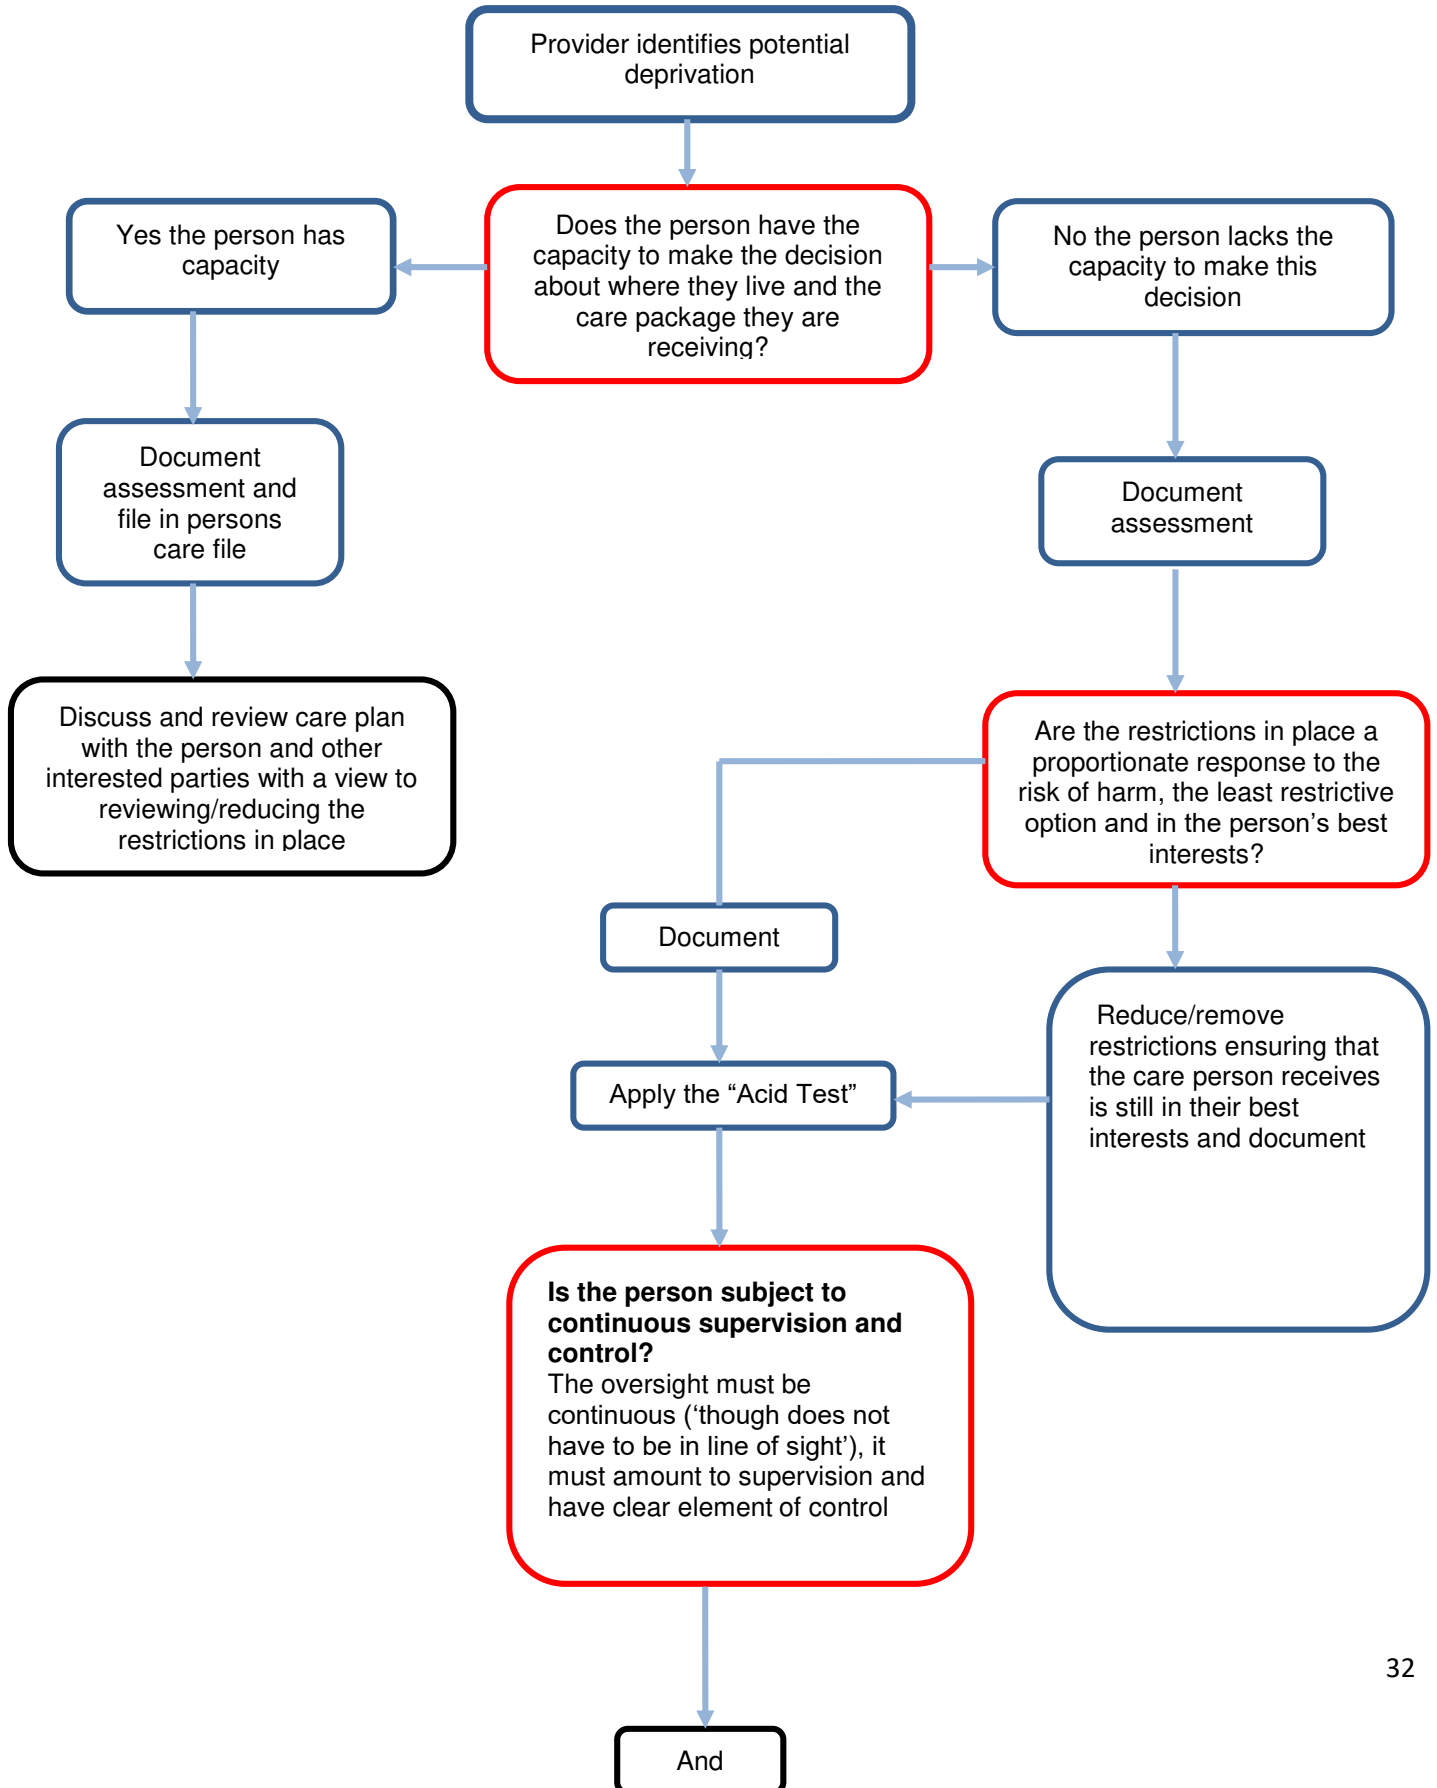 Provider identifies potential
deprivation
Does the person have the
capacity to make the decision
about where they live and the
care package they are
receiving?
Yes the person has
capacity
No the person lacks the
capacity to make this
decision
Document
assessment and
file in persons
care file
Document
assessment
Discuss and review care plan
with the person and other
interested parties with a view to
reviewing/reducing the
restrictions in place
Are the restrictions in place a
proportionate response to the
risk of harm, the least restrictive
option and in the person’s best
interests?
Document
Reduce/remove
restrictions ensuring that
the care person receives
is still in their best
interests and document
Apply the “Acid Test”
Is the person subject to
continuous supervision and
control?
The oversight must be
continuous (‘though does not
have to be in line of sight’), it
must amount to supervision and
have clear element of control
32
And